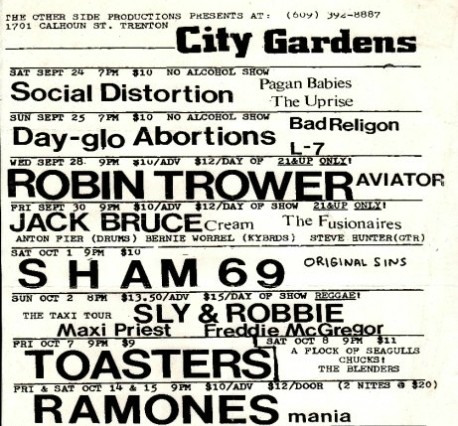 THE OTHER SIDE PRODUCTIONS PRESENTS AT: (609) 392-8887
1701 CALHOUN ST. TRENTON
City Gardens
SAT SEPT 24 7PM $10 NO ALCOHOL SHOW
Social Distortion Pagan Babies
The Uprise
SUN SEPT 25 7PM $10 NO ALCOHOL SHOW
Day-glo Abortions Bad Religon
L-7
WED SEPT 28 9PM $10/ADV $12/DAY OF 21&UP ONLY!
ROBIN TROWER AVIATOR
FRI SEPT 30 9PM $10/ADV $12/DAY OF SHOW 21&UP ONLY!
JACK BRUCE Cream The Fusionaires
ANTON FIER (DRUMS) BERNIE WORREL (KYBRDS) STEVE HUNTER(GTR)
SAT OCT 1 9PM $10
SHAM 69 ORIGINAL SINS
SUN OCT 2 8PM $13.50/ADV $15/DAY OF SHOW REGGAE!
THE TAXI TOUR SLY & ROBBIE
Maxi Priest Freddie McGregor
FRI OCT 7 9PM $9
TOASTERS
SAT OCT 8 9PM $11
A FLOCK OF SEAGULLS
CHUCKS!
THE BLENDERS
FRI & SAT OCT 14 & 15 9PM $10/ADV $12/DOOR (2 NITES @ $20)
RAMONES mania